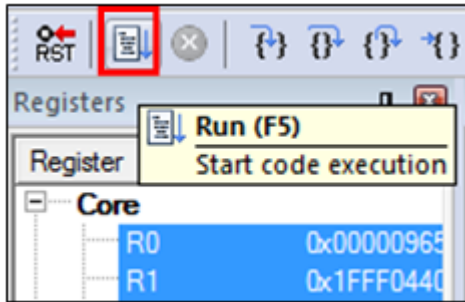 RST
Registers
Run (F5)
Register
Start code execution
Core
R0 0x00000965
R1 0x1FFF0440